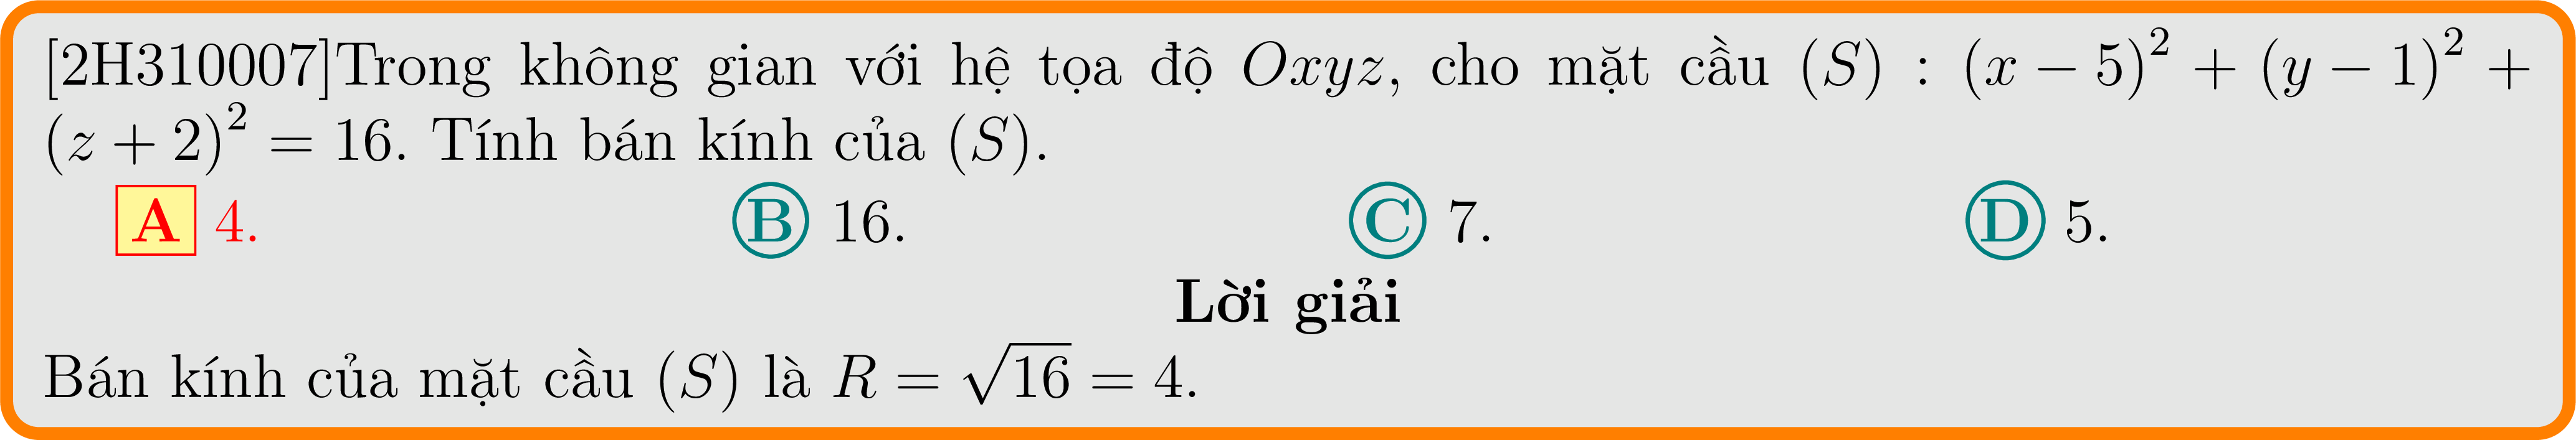 [2H310007]Trong không gian với hệ tọa độ Oxyz, cho mặt cầu (S) : (x − 5)² + (y − 1)² +
(z + 2)² = 16. Tính bán kính của (S).
A 4. B 16. C 7. D 5.
Lời giải
Bán kính của mặt cầu (S) là R = √16 = 4.